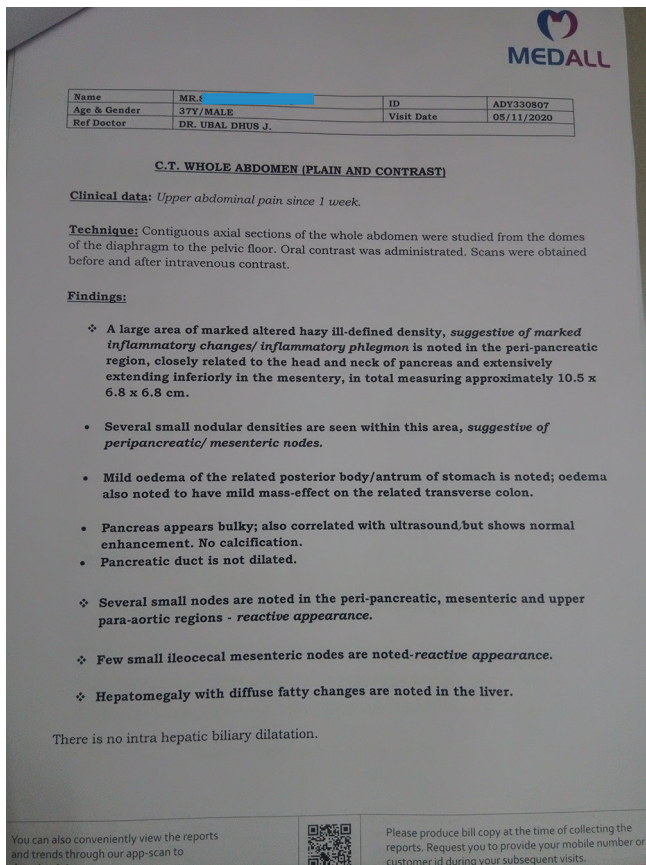 MEDALL
Name MR.S ID ADY330807
Age & Gender 37Y/MALE Visit Date 05/11/2020
Ref Doctor DR. UBAL DHUS J.
C.T. WHOLE ABDOMEN (PLAIN AND CONTRAST)
Clinical data: Upper abdominal pain since 1 week.
Technique: Contiguous axial sections of the whole abdomen were studied from the domes
of the diaphragm to the pelvic floor. Oral contrast was administrated. Scans were obtained
before and after intravenous contrast.
Findings:
❖ A large area of marked altered hazy ill-defined density, suggestive of marked
inflammatory changes/ inflammatory phlegmon is noted in the peri-pancreatic
region, closely related to the head and neck of pancreas and extensively
extending inferiorly in the mesentery, in total measuring approximately 10.5 x
6.8 x 6.8 cm.
• Several small nodular densities are seen within this area, suggestive of
peripancreatic/ mesenteric nodes.
• Mild oedema of the related posterior body/antrum of stomach is noted; oedema
also noted to have mild mass-effect on the related transverse colon.
• Pancreas appears bulky; also correlated with ultrasound,but shows normal
enhancement. No calcification.
• Pancreatic duct is not dilated.
❖ Several small nodes are noted in the peri-pancreatic, mesenteric and upper
para-aortic regions - reactive appearance.
❖ Few small ileocecal mesenteric nodes are noted-reactive appearance.
❖ Hepatomegaly with diffuse fatty changes are noted in the liver.
There is no intra hepatic biliary dilatation.
You can also conveniently view the reports
and trends through our app-scan to
Please produce bill copy at the time of collecting the
reports. Request you to provide your mobile number or
customer id during your subsequent visits.